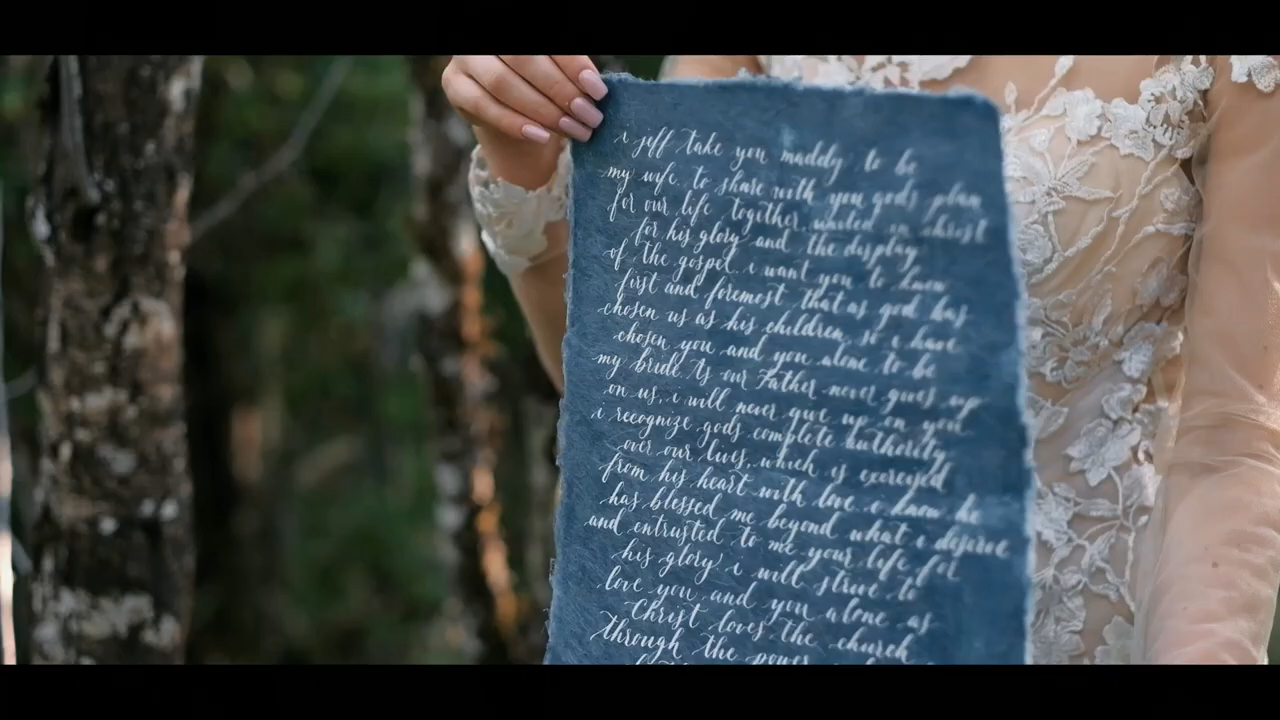 i jeff take you maddely to be
my wife. to share with you gods plan
for our life together united in christ
for his glory and the display
of the gospel. i want you to know
first and foremost that as god has
chosen us as his children, so i have
chosen you and you alone to be
my bride. As our Father never gives up
on us, i will never give up on you
i recognize gods complete authority
over our lives, which is exercised
from his heart with love. i know he
has blessed me beyond what i deserve
and entrusted to me your life for
his glory. i will strive to
love you and you alone as
Christ loves the church
through the power